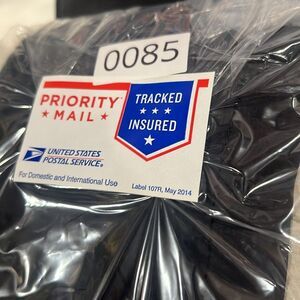 0085
PRIORITY®
★ MAIL ★
TRACKED
★ ★ ★
INSURED
★
UNITED STATES
POSTAL SERVICE®
For Domestic and International Use
Label 107R, May 2014